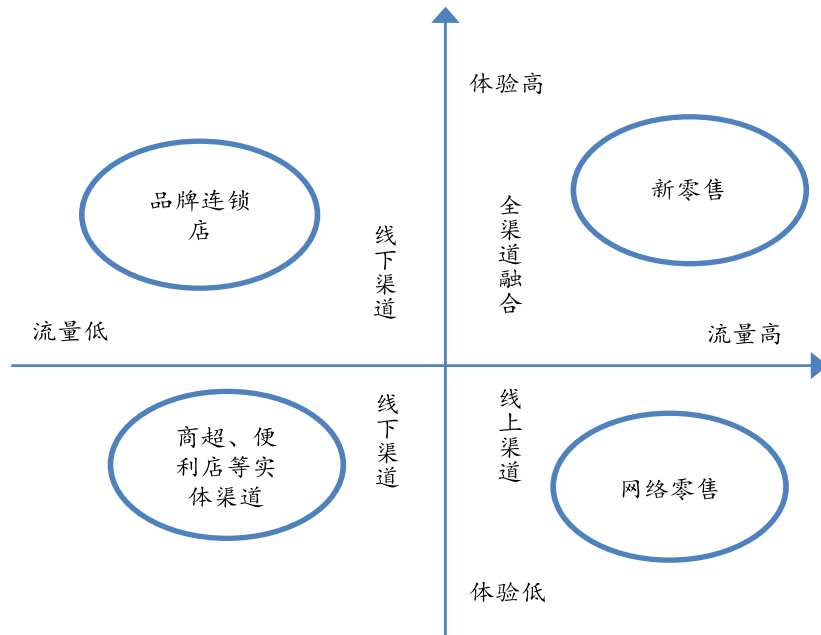 体验高
品牌连锁
店
线下渠道
全渠道融合
新零售
流量低
流量高
商超、便
利店等实
体渠道
线下渠道
线上渠道
网络零售
体验低